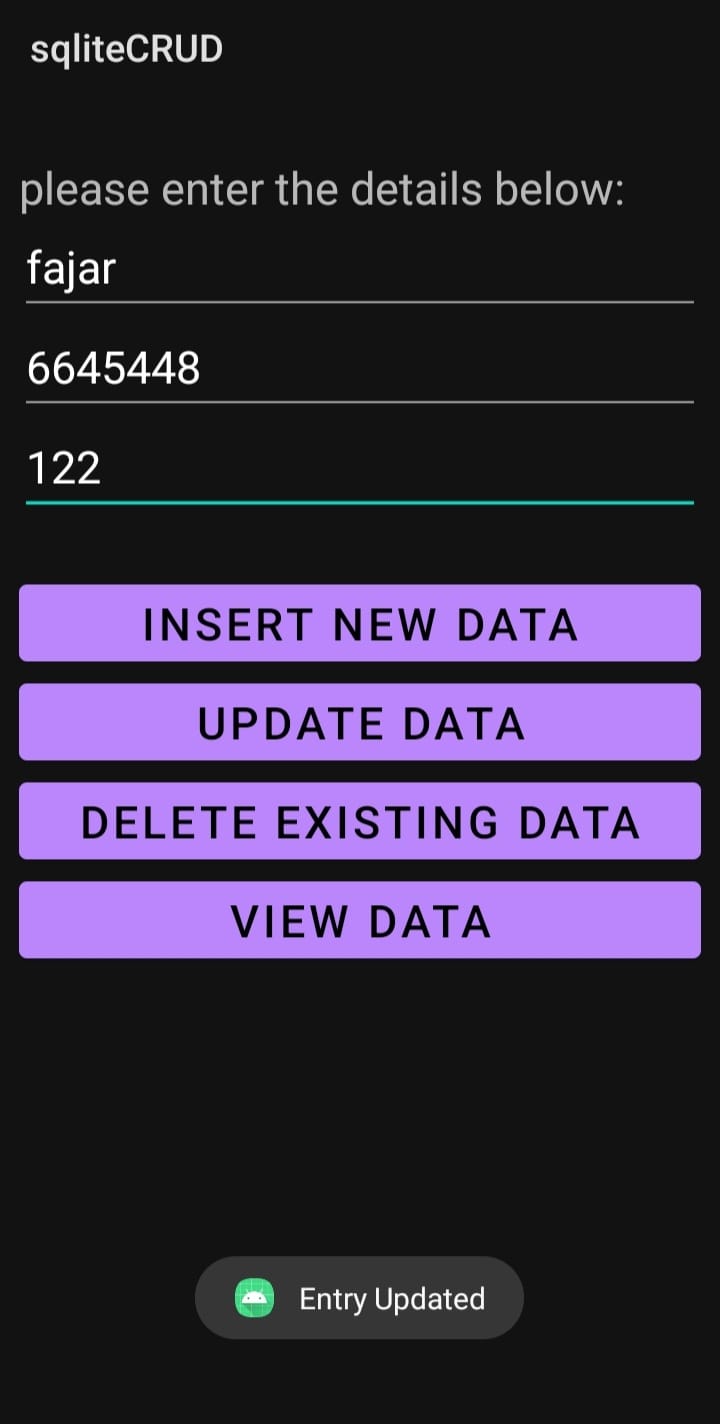 sqliteCRUD
please enter the details below:
fajar
6645448
122
INSERT NEW DATA
UPDATE DATA
DELETE EXISTING DATA
VIEW DATA
Entry Updated